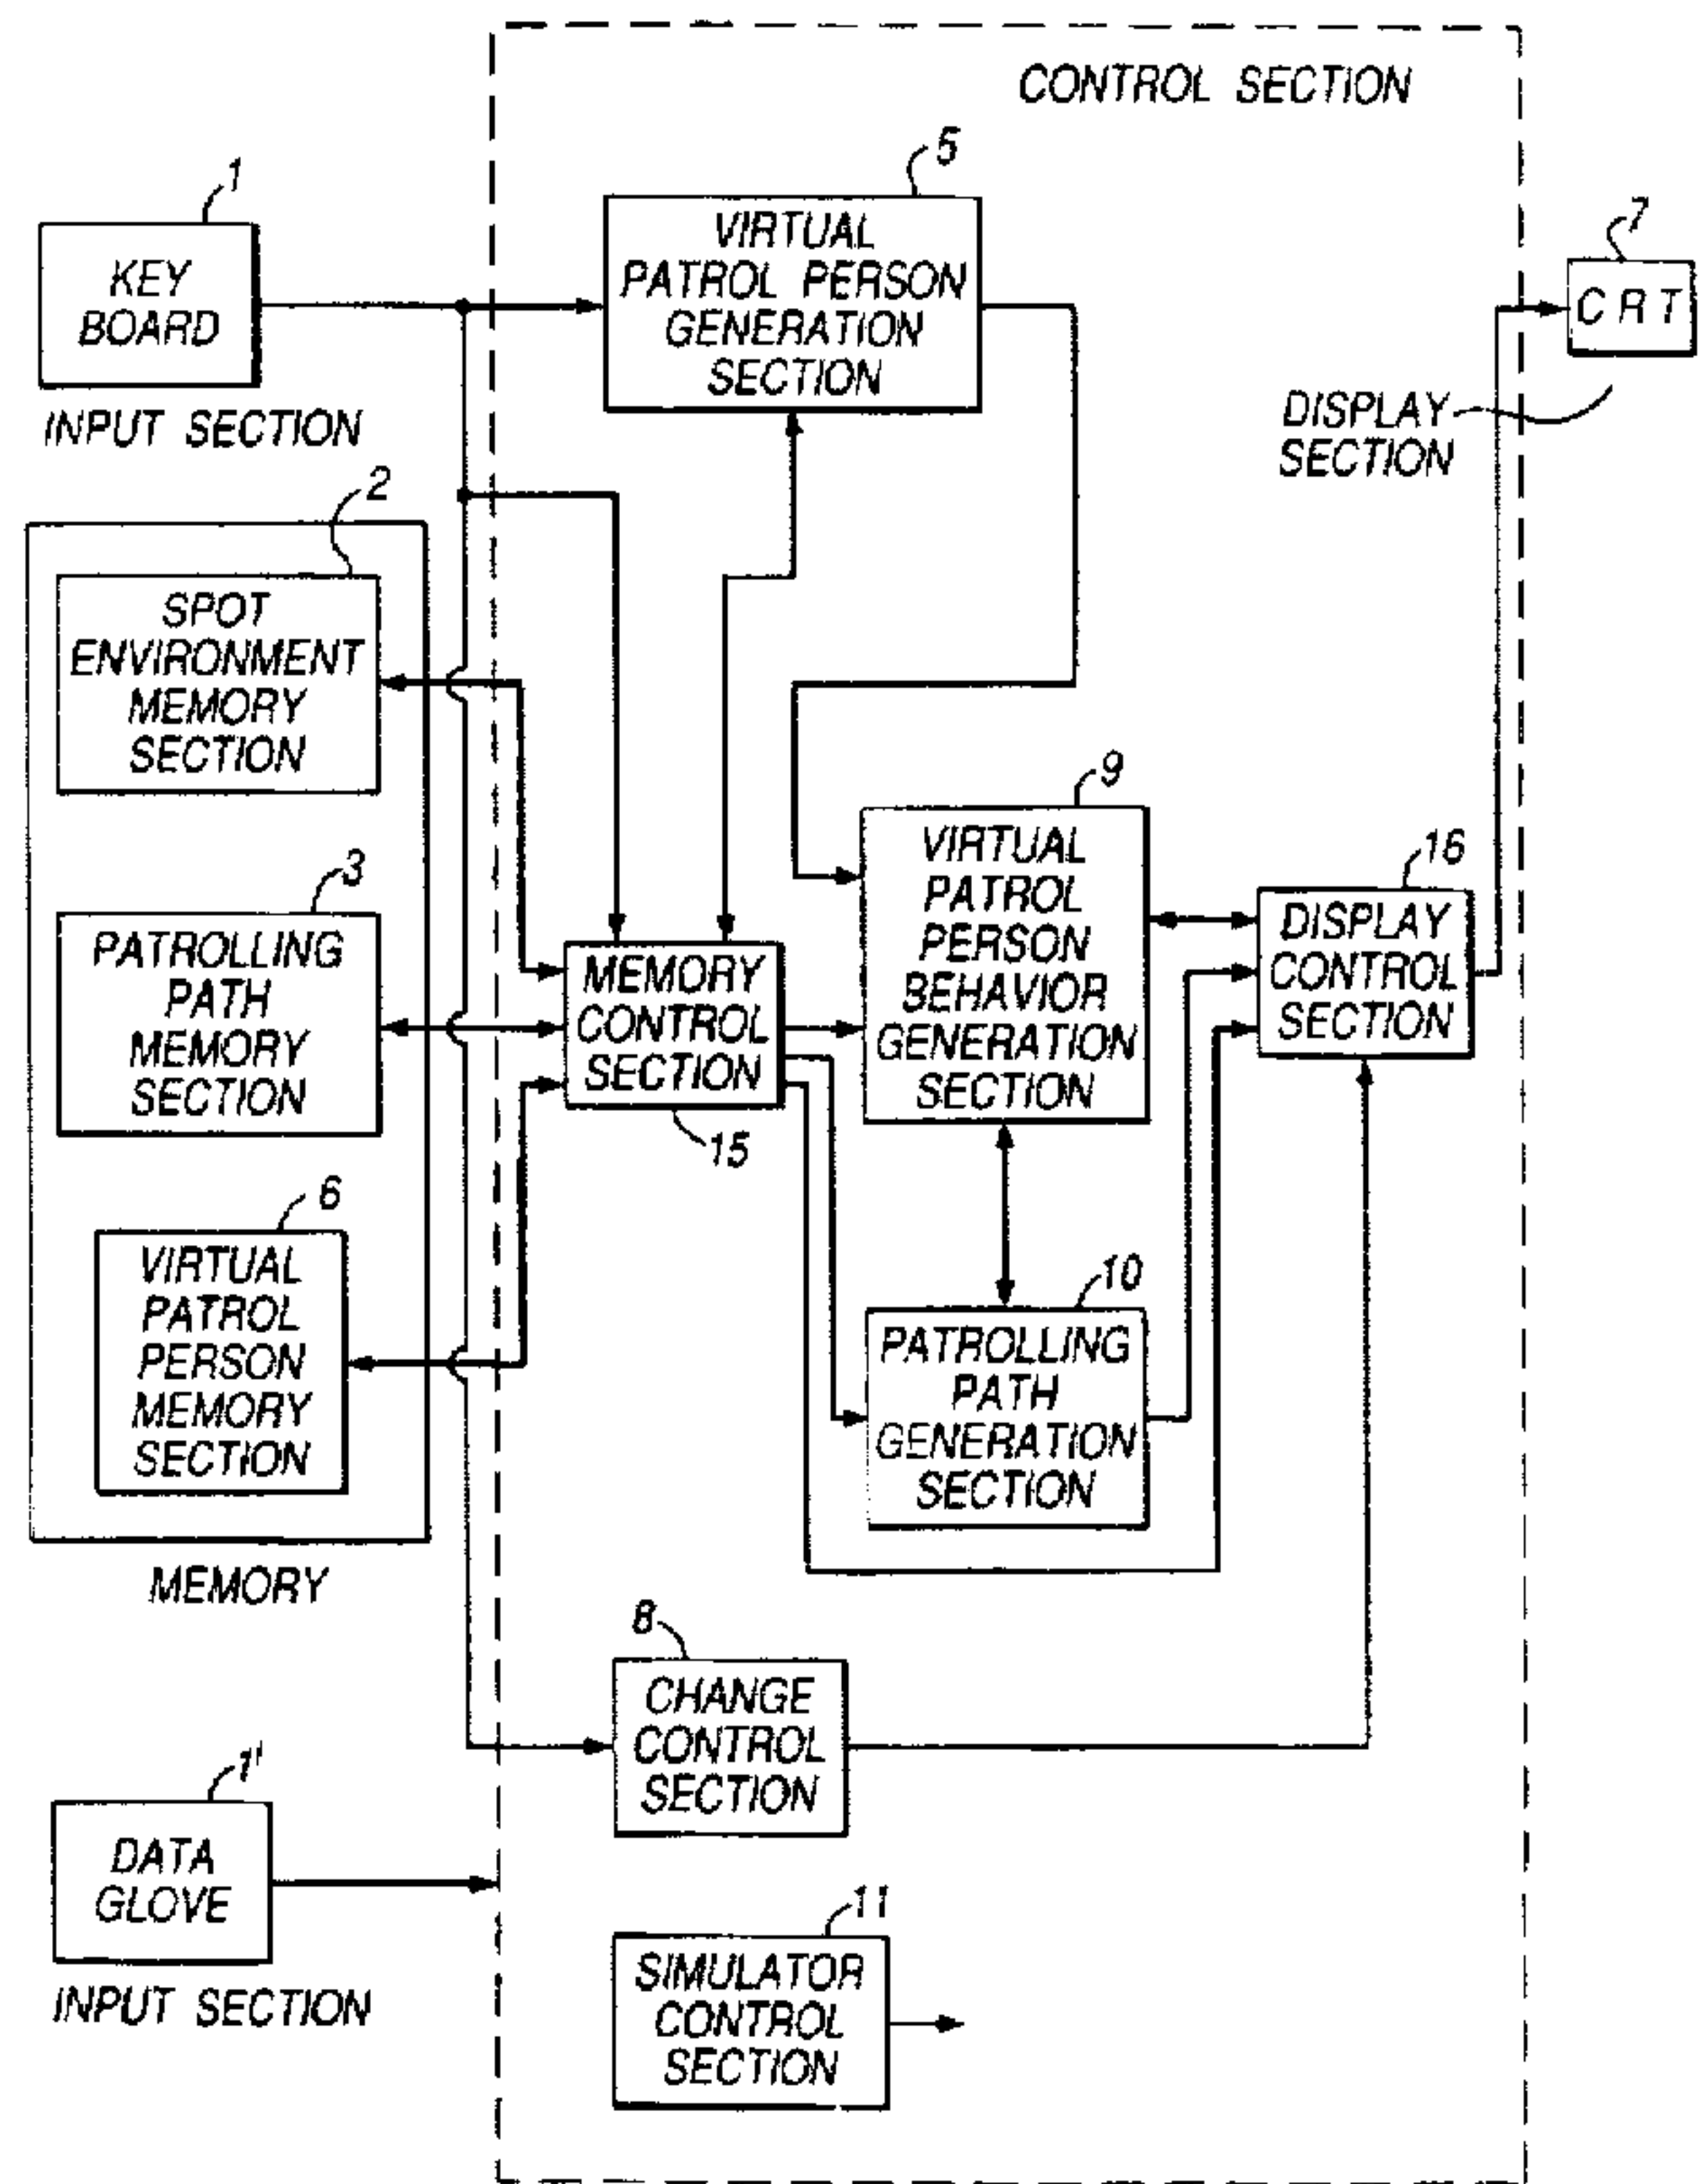 CONTROL SECTION
1
KEY
BOARD
INPUT SECTION
5
VIRTUAL
PATROL PERSON
GENERATION
SECTION
7
CRT
DISPLAY
SECTION
2
SPOT
ENVIRONMENT
MEMORY
SECTION
3
PATROLLING
PATH
MEMORY
SECTION
6
VIRTUAL
PATROL
PERSON
MEMORY
SECTION
MEMORY
MEMORY
CONTROL
SECTION
15
9
VIRTUAL
PATROL
PERSON
BEHAVIOR
GENERATION
SECTION
16
DISPLAY
CONTROL
SECTION
10
PATROLLING
PATH
GENERATION
SECTION
8
CHANGE
CONTROL
SECTION
1'
DATA
GLOVE
INPUT SECTION
11
SIMULATOR
CONTROL
SECTION